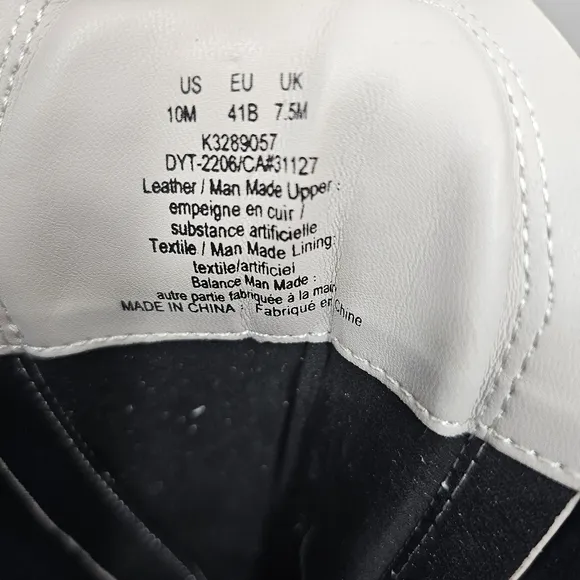 US EU UK
10M 41B 7.5M
K3289057
DYT-2206/CA#31127
Leather / Man Made Upper :
empeigne en cuir /
substance artificielle
Textile / Man Made Lining:
textile/artificiel
Balance Man Made :
autre partie fabriquée à la main
MADE IN CHINA : Fabriqué en Chine